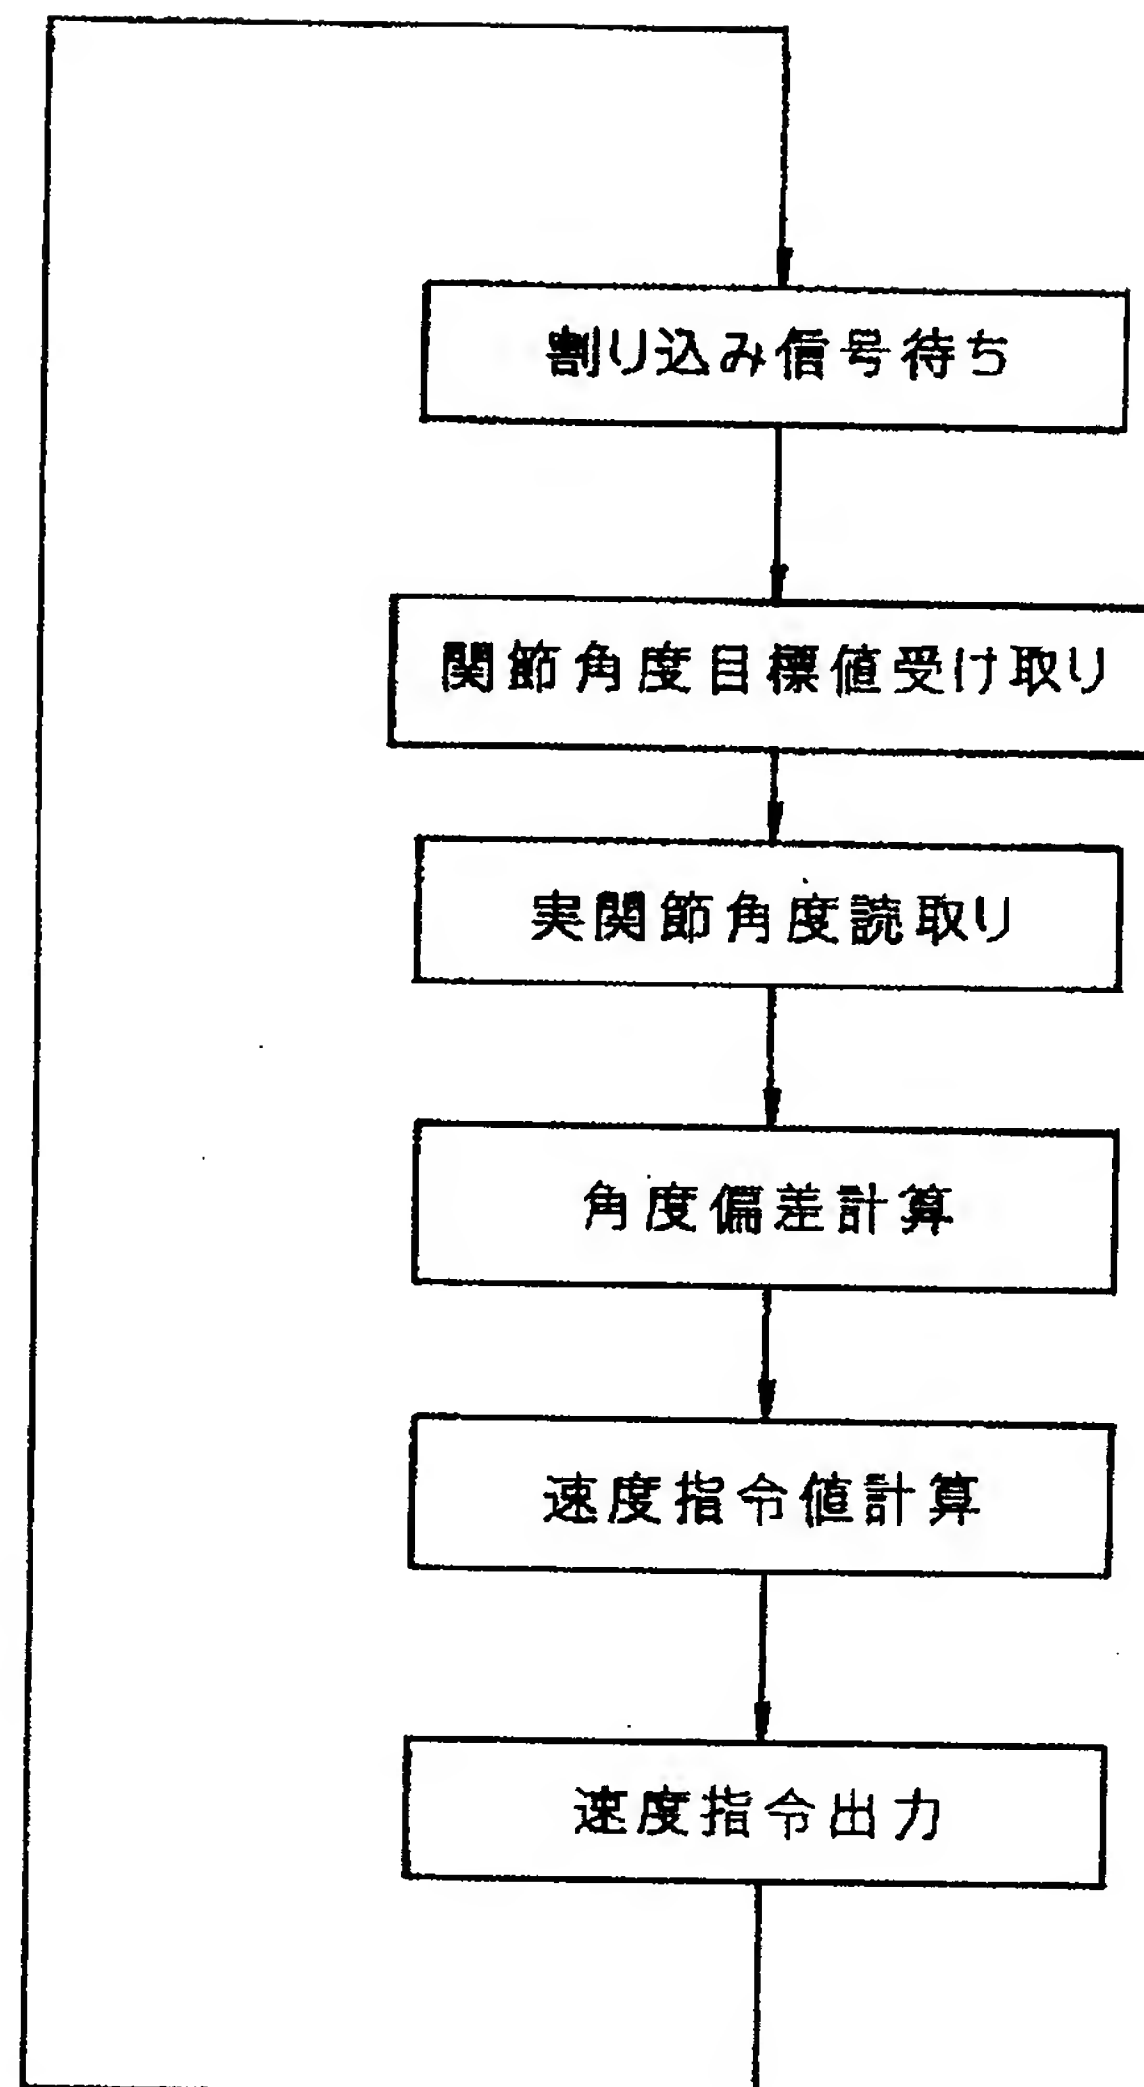 割り込み信号待ち
関節角度目標値受け取り
実関節角度読取り
角度偏差計算
速度指令値計算
速度指令出力